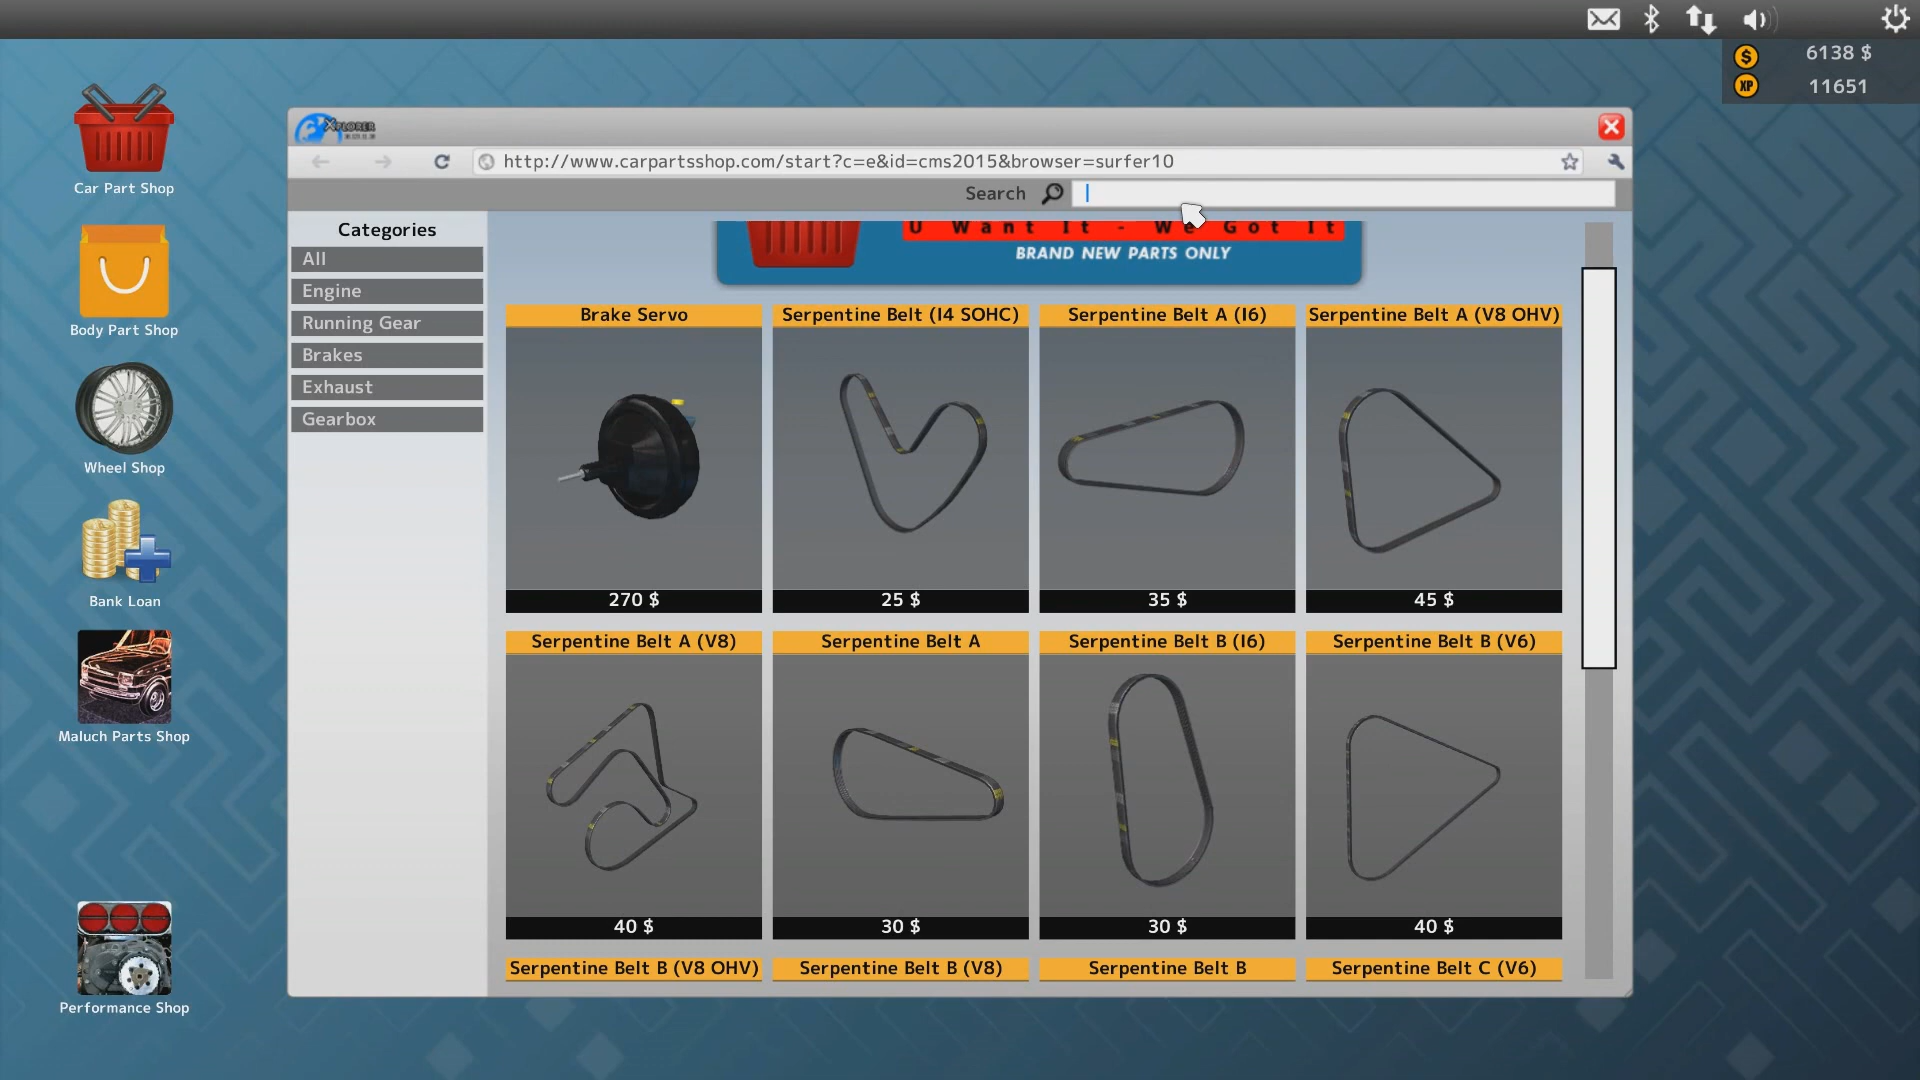 6138 $
XP 11651
Car Part Shop
Body Part Shop
Wheel Shop
Bank Loan
Maluch Parts Shop
Performance Shop
XPLORER
http://www.carpartsshop.com/start?c=e&id=cms2015&browser=surfer10
Search
Categories
All
Engine
Running Gear
Brakes
Exhaust
Gearbox
U Want It - We Got It
BRAND NEW PARTS ONLY
Brake Servo
270 $
Serpentine Belt (I4 SOHC)
25 $
Serpentine Belt A (I6)
35 $
Serpentine Belt A (V8 OHV)
45 $
Serpentine Belt A (V8)
40 $
Serpentine Belt A
30 $
Serpentine Belt B (I6)
30 $
Serpentine Belt B (V6)
40 $
Serpentine Belt B (V8 OHV)
Serpentine Belt B (V8)
Serpentine Belt B
Serpentine Belt C (V6)